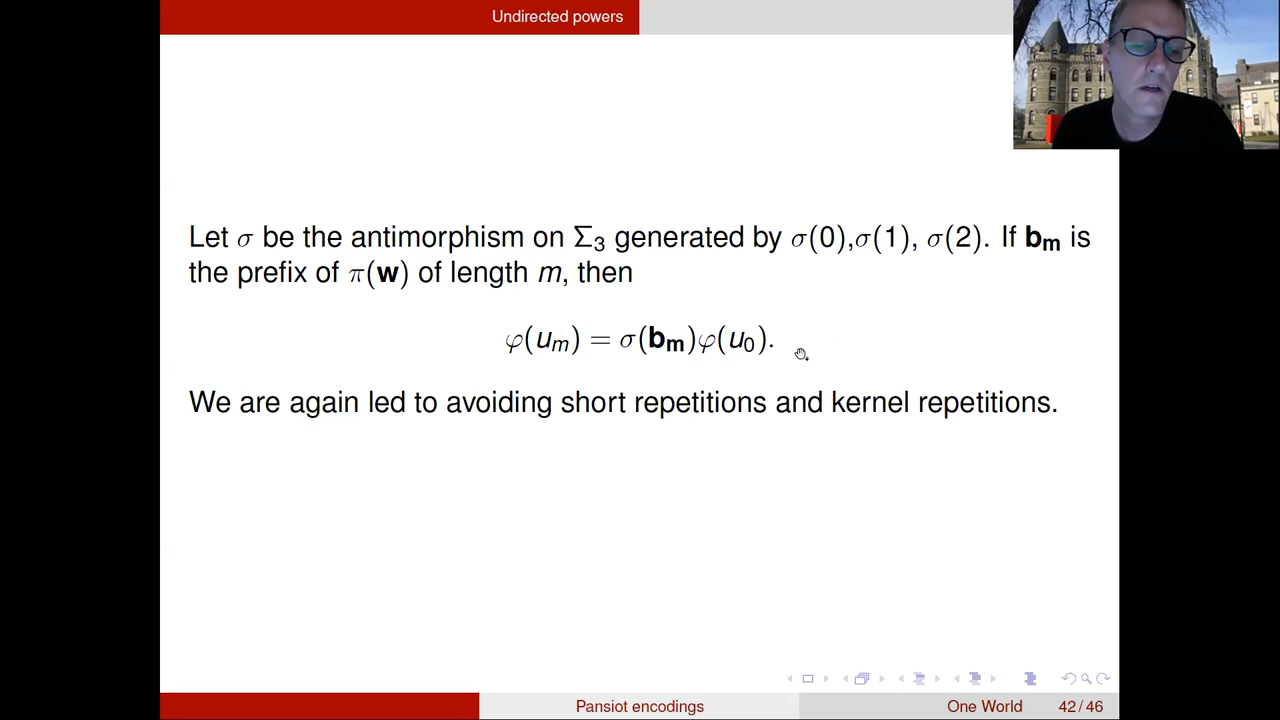 Undirected powers
Let σ be the antimorphism on Σ₃ generated by σ(0),σ(1), σ(2). If b_m is
the prefix of π(w) of length m, then
φ(u_m) = σ(b_m)φ(u_0).
We are again led to avoiding short repetitions and kernel repetitions.
Pansiot encodings
One World
42 / 46